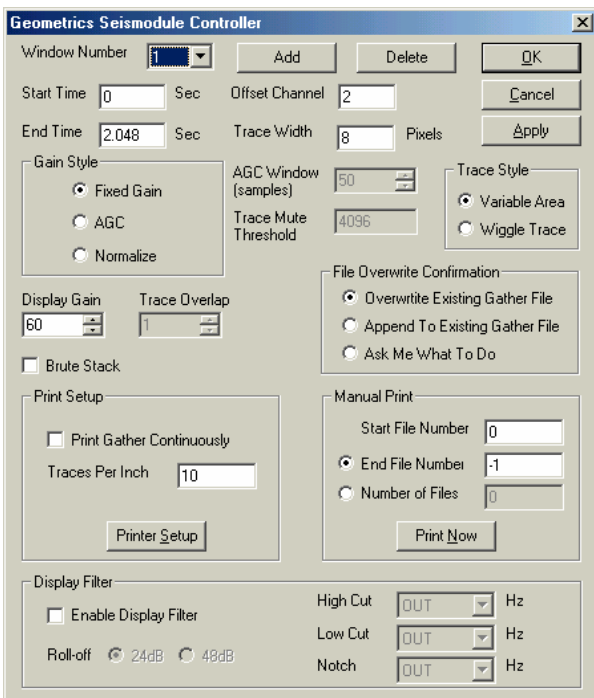 Geometrics Seismodule Controller
Window Number 1 Add Delete OK
Start Time 0 Sec Offset Channel 2 Cancel
End Time 2.048 Sec Trace Width 8 Pixels Apply
Gain Style
Fixed Gain
AGC
Normalize
AGC Window
(samples) 50
Trace Mute
Threshold 4096
Trace Style
Variable Area
Wiggle Trace
File Overwrite Confirmation
Overwrtite Existing Gather File
Append To Existing Gather File
Ask Me What To Do
Display Gain Trace Overlap
60 1
Brute Stack
Print Setup
Print Gather Continuously
Traces Per Inch 10
Printer Setup
Manual Print
Start File Number 0
End File Number -1
Number of Files 0
Print Now
Display Filter
Enable Display Filter
Roll-off 24dB 48dB
High Cut OUT Hz
Low Cut OUT Hz
Notch OUT Hz